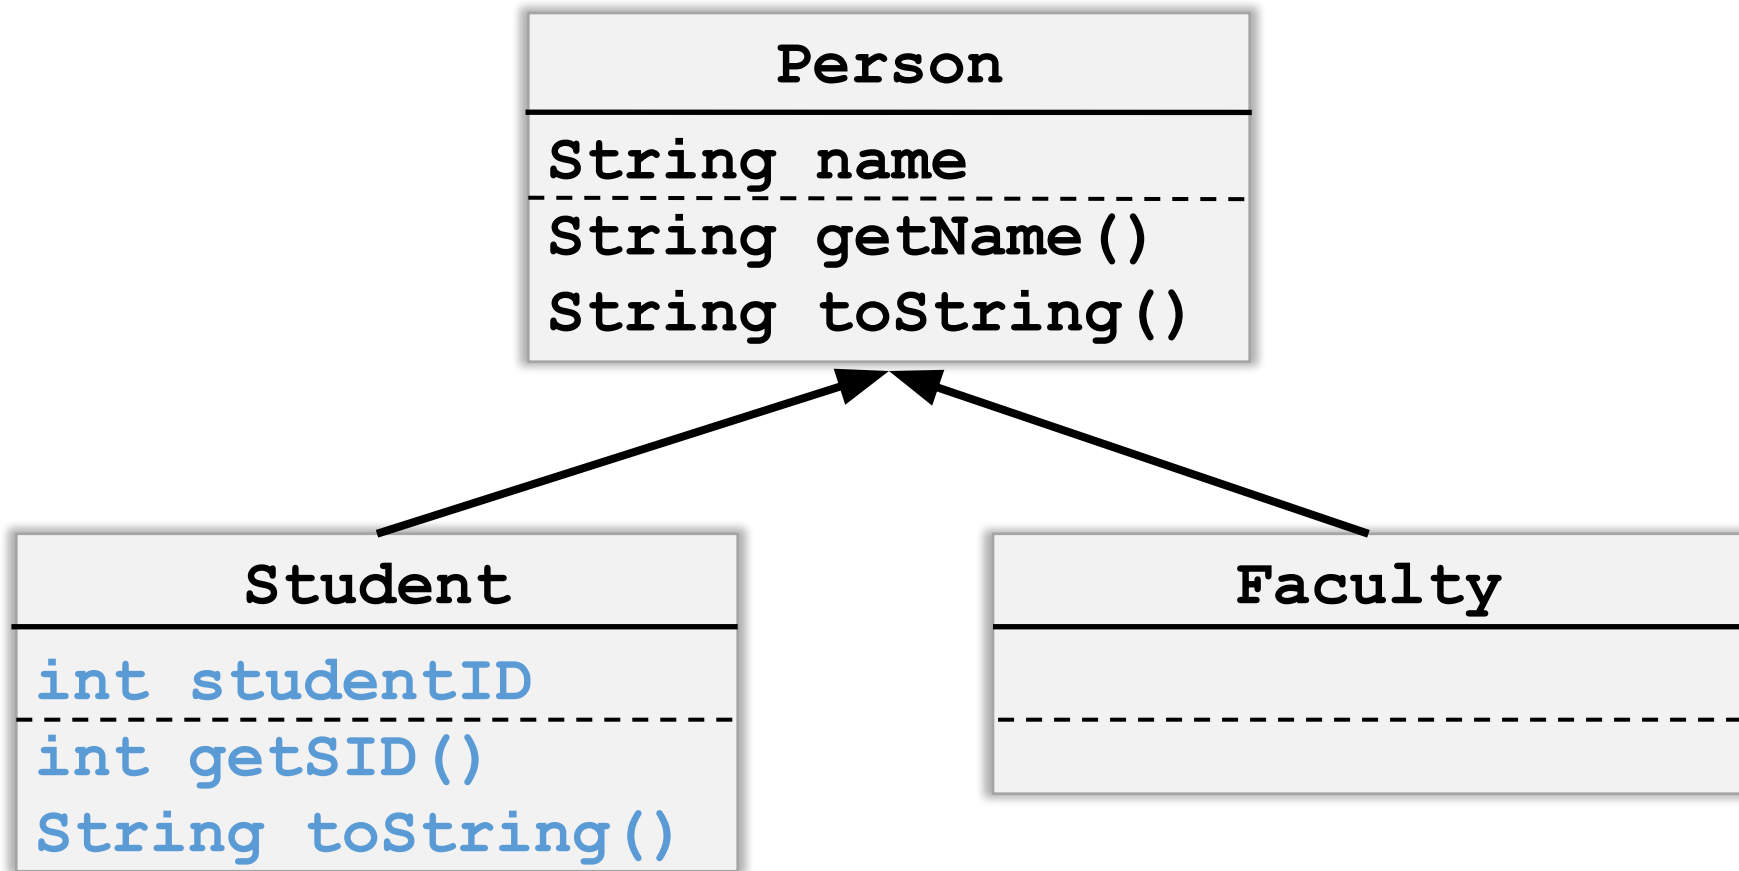 Person
String name
String getName()
String toString()
Student
int studentID
int getSID()
String toString()
Faculty